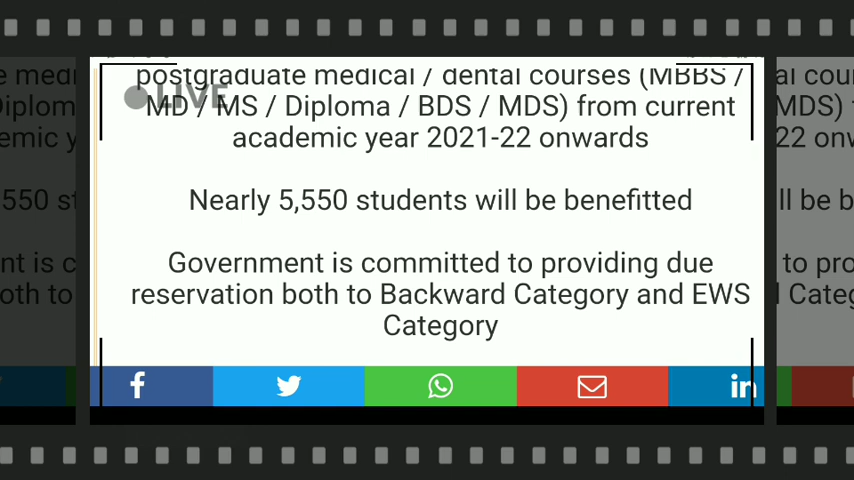 postgraduate medical / dental courses (MBBS /
LIVE
MD / MS / Diploma / BDS / MDS) from current
academic year 2021-22 onwards
Nearly 5,550 students will be benefitted
Government is committed to providing due
reservation both to Backward Category and EWS
Category